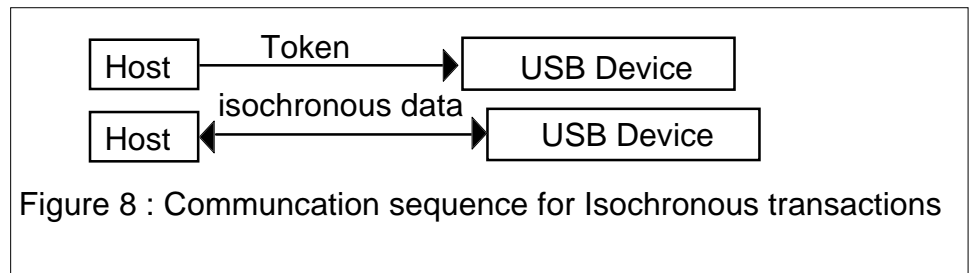 Token
Host USB Device
isochronous data
Host USB Device
Figure 8 : Communcation sequence for Isochronous transactions